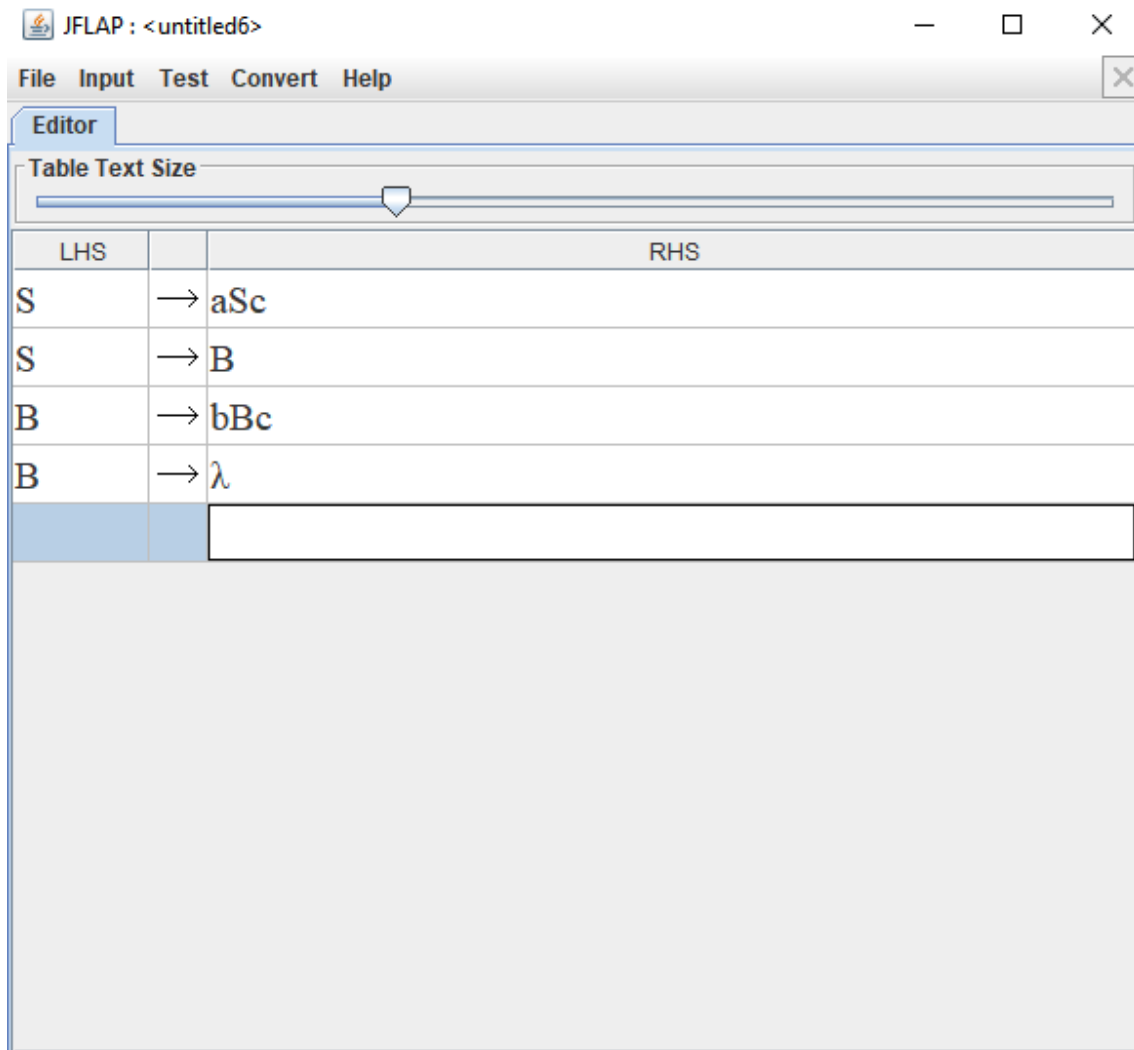 JFLAP : <untitled6>
File Input Test Convert Help
Editor
Table Text Size
LHS RHS
S → aSc
S → B
B → bBc
B → λ